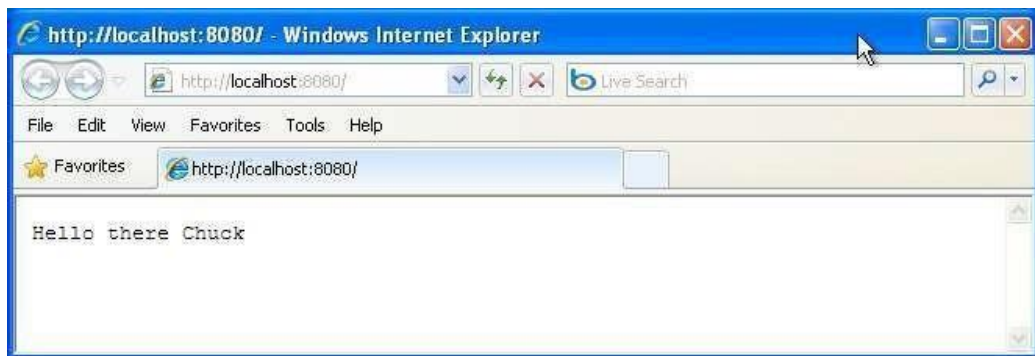 http://localhost:8080/ - Windows Internet Explorer
http://localhost:8080/ Live Search
File Edit View Favorites Tools Help
Favorites http://localhost:8080/
Hello there Chuck